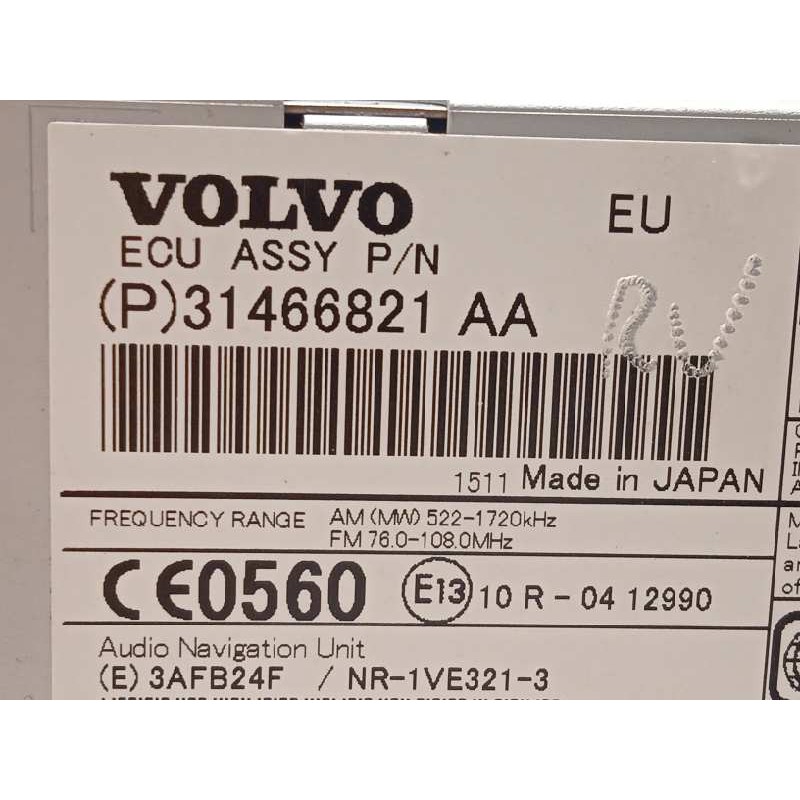 VOLVO EU
ECU ASSY P/N
(P)31466821 AA
RV
1511 Made in JAPAN
FREQUENCY RANGE AM(MW) 522-1720kHz
FM 76.0-108.0MHz
CE0560 E13 10 R-04 12990
Audio Navigation Unit
(E) 3AFB24F / NR-1VE321-3